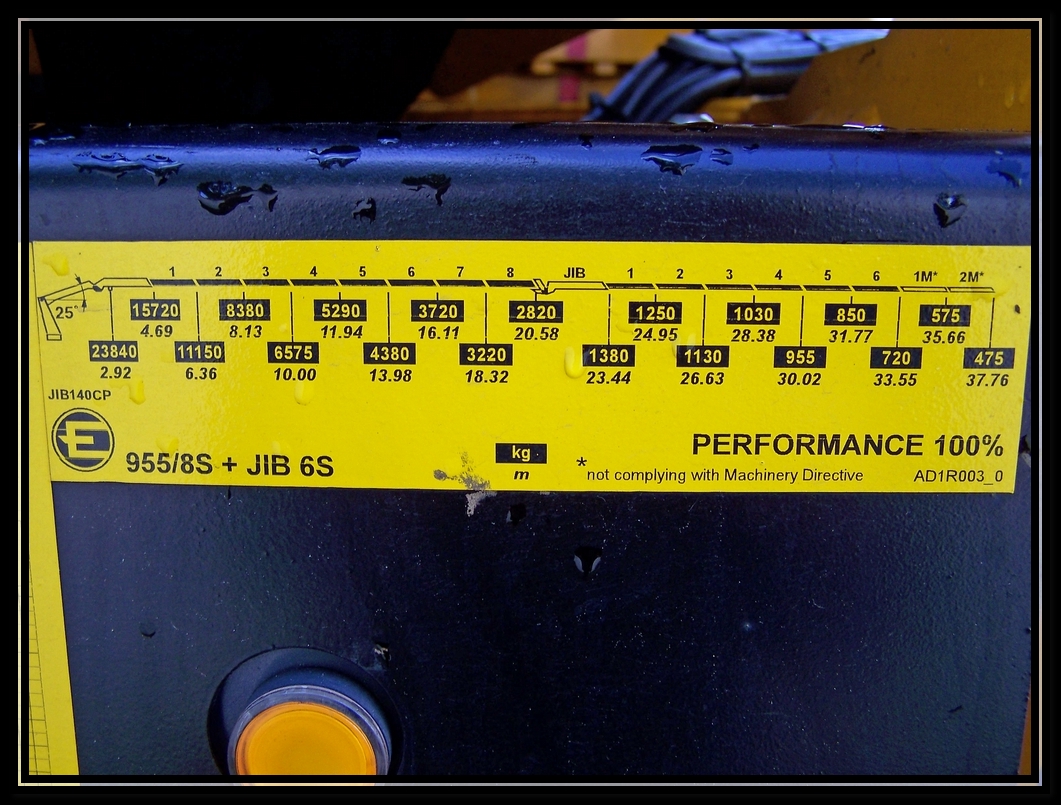 1 2 3 4 5 6 7 8 JIB 1 2 3 4 5 6 1M* 2M*
25°
15720 8380 5290 3720 2820 1250 1030 850 575
4.69 8.13 11.94 16.11 20.58 24.95 28.38 31.77 35.66
23840 11150 6575 4380 3220 1380 1130 955 720 475
2.92 6.36 10.00 13.98 18.32 23.44 26.63 30.02 33.55 37.76
JIB140CP
E
955/8S + JIB 6S
kg
m
PERFORMANCE 100%
*not complying with Machinery Directive
AD1R003_0